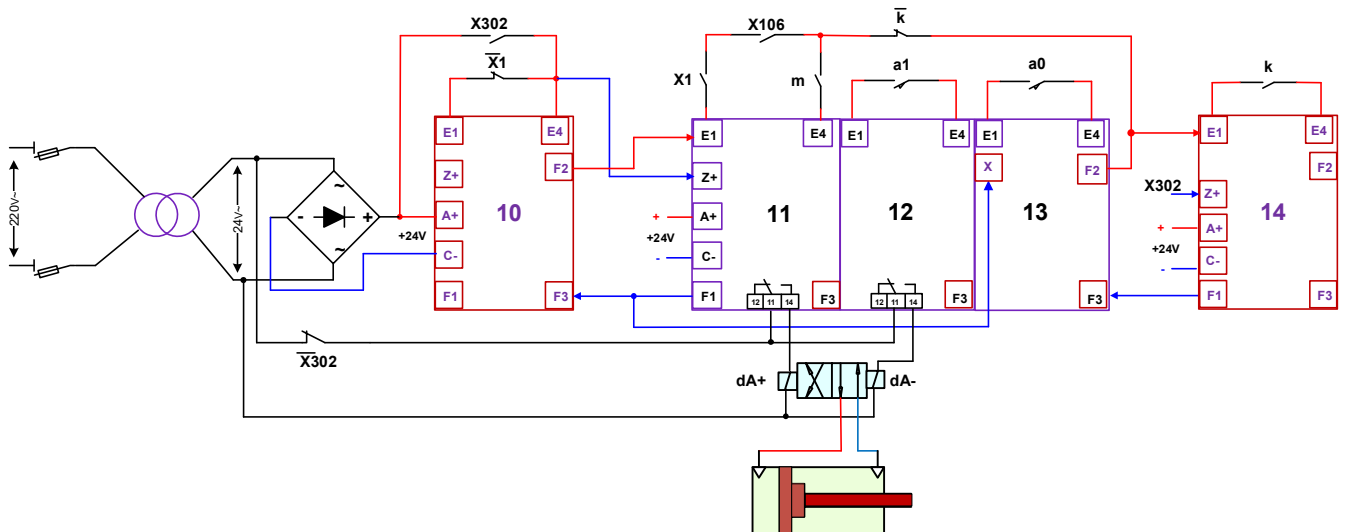 X302
X1
E1
E4
Z+
F2
A+
10
+24V
C-
F1
F3
220V~
24V~
~
-
+
~
X302
X106
k
X1
m
a1
a0
k
E1
E4
E1
E4
E1
E4
Z+
X
F2
A+
11
12
13
+
+24V
-
C-
F1
12 11 14
F3
12 11 14
F3
F3
E1
E4
F2
X302
Z+
14
+
A+
+24V
-
C-
F1
F3
dA+
dA-